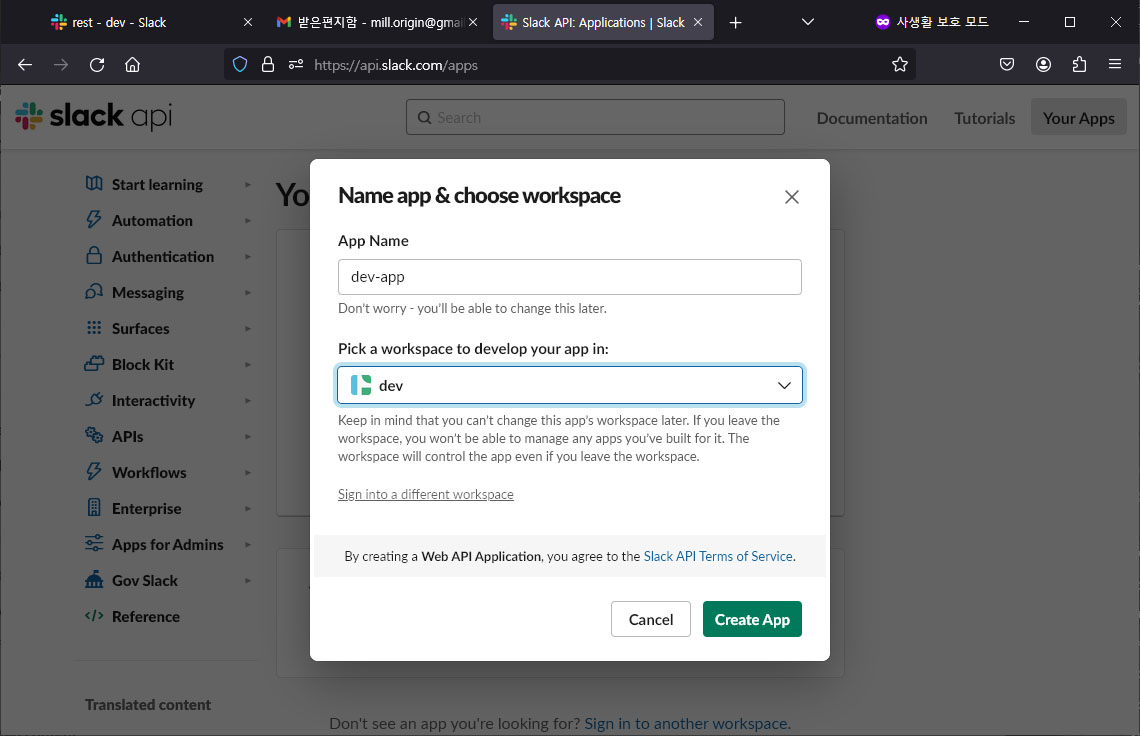 rest - dev - Slack
받은편지함 - mill.origin@gmai
Slack API: Applications | Slack
사생활 보호 모드
https://api.slack.com/apps
slack api
Search
Documentation
Tutorials
Your Apps
Start learning
Automation
Authentication
Messaging
Surfaces
Block Kit
Interactivity
APIs
Workflows
Enterprise
Apps for Admins
Gov Slack
Reference
Translated content
Yo
Name app & choose workspace
App Name
dev-app
Don't worry - you'll be able to change this later.
Pick a workspace to develop your app in:
dev
Keep in mind that you can't change this app's workspace later. If you leave the
workspace, you won't be able to manage any apps you've built for it. The
workspace will control the app even if you leave the workspace.
Sign into a different workspace
By creating a Web API Application, you agree to the Slack API Terms of Service.
Cancel
Create App
Don't see an app you're looking for? Sign in to another workspace.